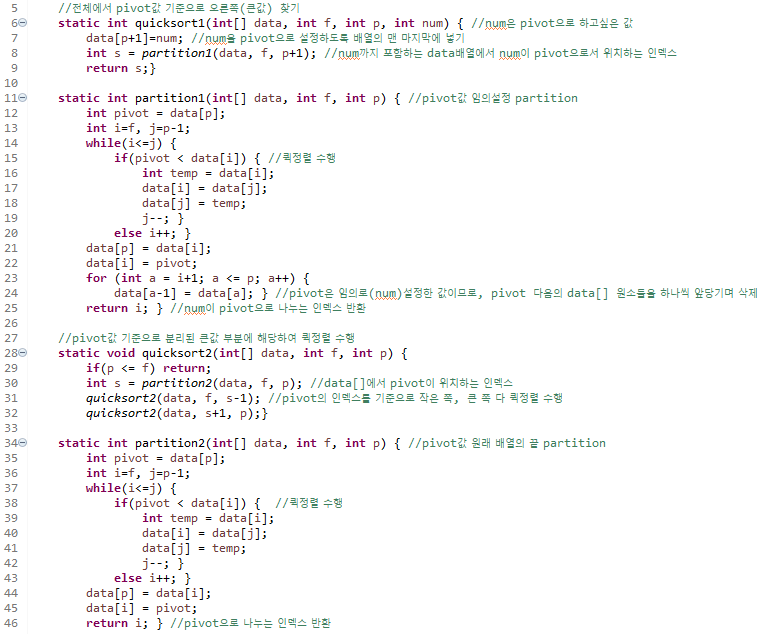 5 //전체에서 pivot값 기준으로 오른쪽(큰값) 찾기
6 static int quicksort1(int[] data, int f, int p, int num) { //num은 pivot으로 하고싶은 값
7 data[p+1]=num; //num을 pivot으로 설정하도록 배열의 맨 마지막에 넣기
8 int s = partition1(data, f, p+1); //num까지 포함하는 data배열에서 num이 pivot으로서 위치하는 인덱스
9 return s;}
10
11 static int partition1(int[] data, int f, int p) { //pivot값 임의설정 partition
12 int pivot = data[p];
13 int i=f, j=p-1;
14 while(i<=j) {
15 if(pivot < data[i]) { //퀵정렬 수행
16 int temp = data[i];
17 data[i] = data[j];
18 data[j] = temp;
19 j--; }
20 else i++; }
21 data[p] = data[i];
22 data[i] = pivot;
23 for (int a = i+1; a <= p; a++) {
24 data[a-1] = data[a]; } //pivot은 임의로(num)설정한 값이므로, pivot 다음의 data[] 원소들을 하나씩 앞당기며 삭제
25 return i; } //num이 pivot으로 나누는 인덱스 반환
26
27 //pivot값 기준으로 분리된 큰값 부분에 해당하여 퀵정렬 수행
28 static void quicksort2(int[] data, int f, int p) {
29 if(p <= f) return;
30 int s = partition2(data, f, p); //data[]에서 pivot이 위치하는 인덱스
31 quicksort2(data, f, s-1); //pivot의 인덱스를 기준으로 작은 쪽, 큰 쪽 다 퀵정렬 수행
32 quicksort2(data, s+1, p);}
33
34 static int partition2(int[] data, int f, int p) { //pivot값 원래 배열의 끝 partition
35 int pivot = data[p];
36 int i=f, j=p-1;
37 while(i<=j) {
38 if(pivot < data[i]) { //퀵정렬 수행
39 int temp = data[i];
40 data[i] = data[j];
41 data[j] = temp;
42 j--; }
43 else i++; }
44 data[p] = data[i];
45 data[i] = pivot;
46 return i; } //pivot으로 나누는 인덱스 반환